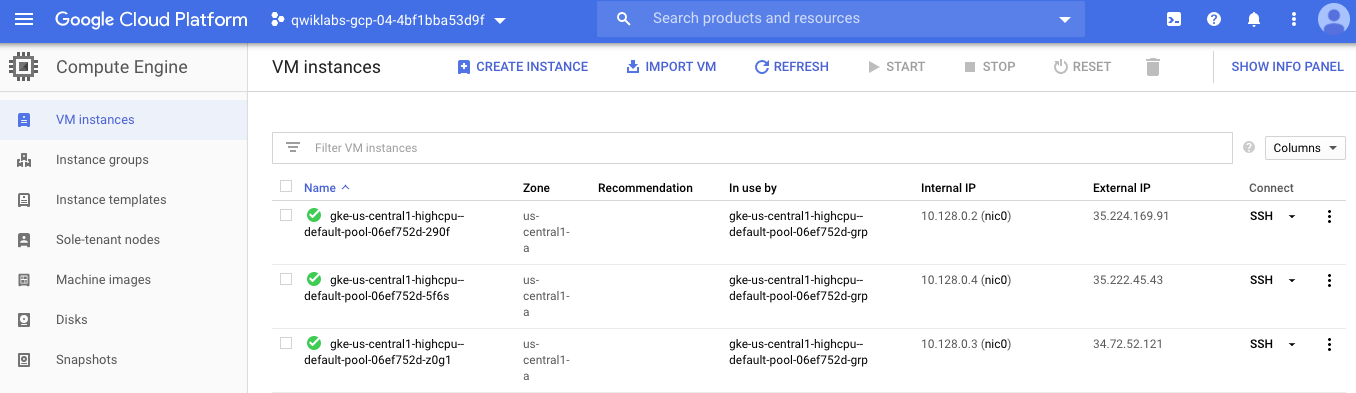 Google Cloud Platform
qwiklabs-gcp-04-4bf1bba53d9f
Search products and resources
Compute Engine
VM instances
CREATE INSTANCE
IMPORT VM
REFRESH
START
STOP
RESET
SHOW INFO PANEL
VM instances
Instance groups
Instance templates
Sole-tenant nodes
Machine images
Disks
Snapshots
Filter VM instances
Columns
Name Zone Recommendation In use by Internal IP External IP Connect
gke-us-central1-highcpu-- us- gke-us-central1-highcpu-- 10.128.0.2 (nic0) 35.224.169.91 SSH
default-pool-06ef752d-290f central1- default-pool-06ef752d-grp
a
gke-us-central1-highcpu-- us- gke-us-central1-highcpu-- 10.128.0.4 (nic0) 35.222.45.43 SSH
default-pool-06ef752d-5f6s central1- default-pool-06ef752d-grp
a
gke-us-central1-highcpu-- us- gke-us-central1-highcpu-- 10.128.0.3 (nic0) 34.72.52.121 SSH
default-pool-06ef752d-z0g1 central1- default-pool-06ef752d-grp
a